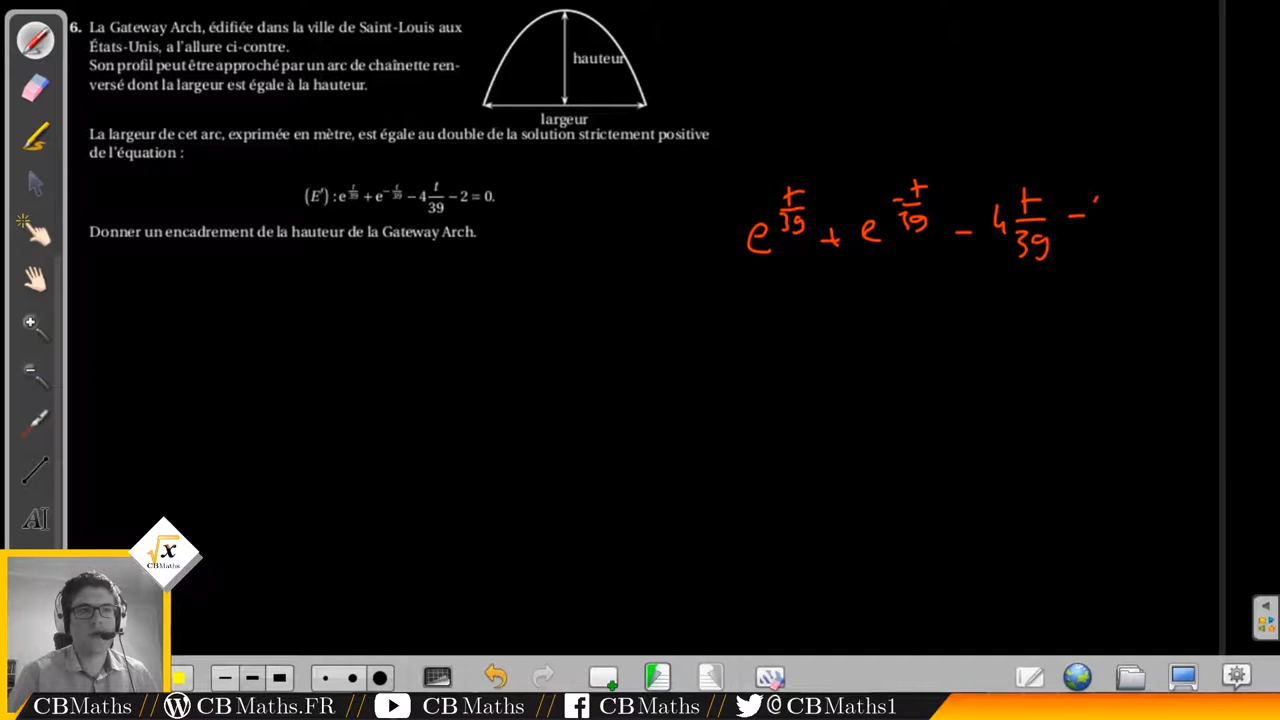 6. La Gateway Arch, édifiée dans la ville de Saint-Louis aux
États-Unis, a l'allure ci-contre.
Son profil peut être approché par un arc de chaînette ren-
versé dont la largeur est égale à la hauteur.
hauteur
largeur
La largeur de cet arc, exprimée en mètre, est égale au double de la solution strictement positive
de l'équation :
(E′) : e^{t/39} + e^{-t/39} − 4 t/39 − 2 = 0.
Donner un encadrement de la hauteur de la Gateway Arch.
e^{t/39} + e^{-t/39} - 4 t/39 -
AI
√x
CBMaths
CBMaths
CBMaths.FR
CBMaths
CBMaths
@CBMaths1